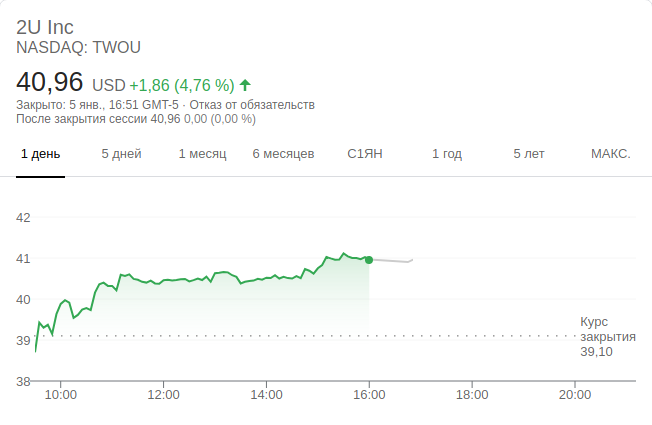 2U Inc
NASDAQ: TWOU
40,96 USD +1,86 (4,76 %)
Закрыто: 5 янв., 16:51 GMT-5 · Отказ от обязательств
После закрытия сессии 40,96 0,00 (0,00 %)
1 день 5 дней 1 месяц 6 месяцев С1ЯН 1 год 5 лет МАКС.
42
41
40
39
38
Курс
закрытия
39,10
10:00 12:00 14:00 16:00 18:00 20:00